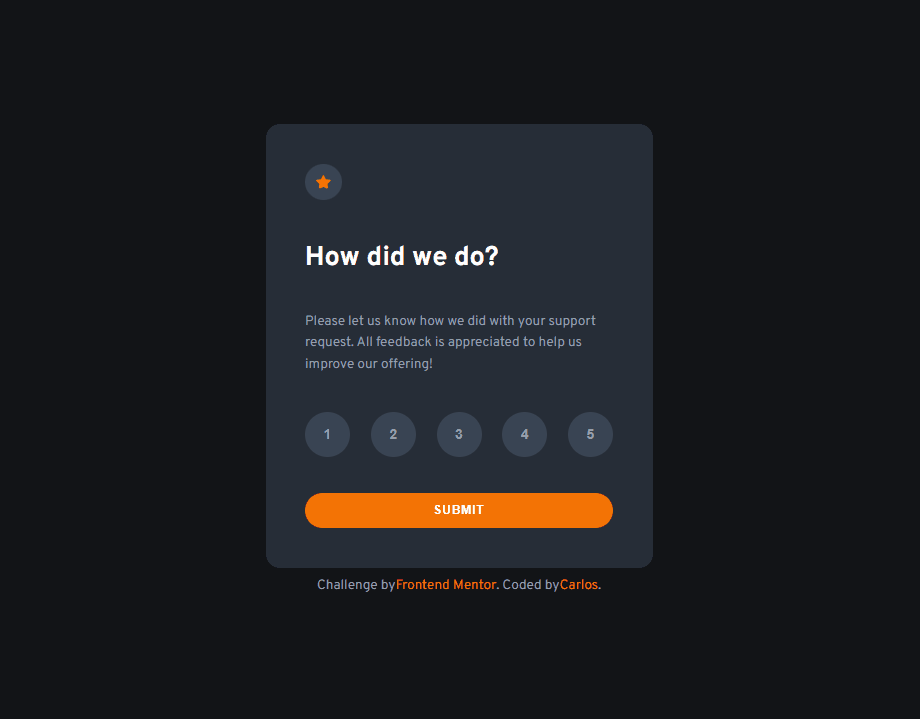 How did we do?
Please let us know how we did with your support
request. All feedback is appreciated to help us
improve our offering!
1 2 3 4 5
SUBMIT
Challenge byFrontend Mentor. Coded byCarlos.